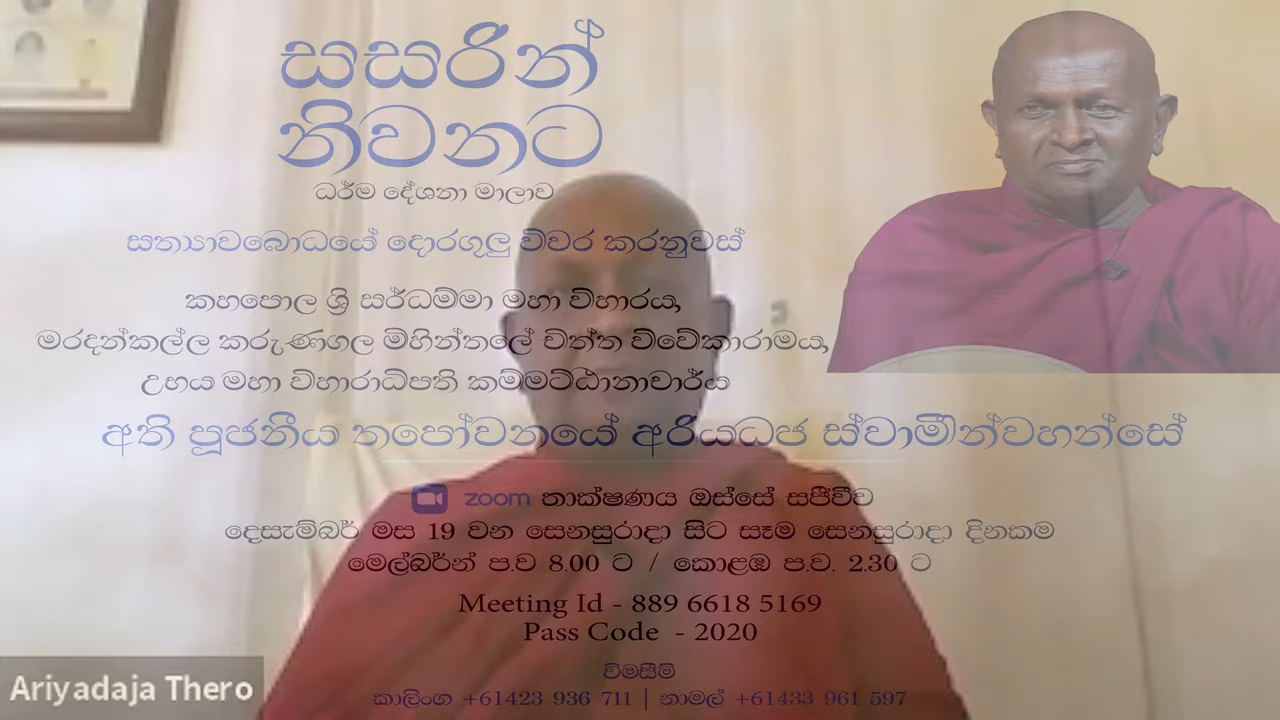 සසරින්
නිවනට
ධර්ම දේශනා මාලාව
සත්‍යාවබොධයේ දොරගුලු විවර කරනුවස්
කහපොල ශ්‍රී සර්ධම්මා මහා විහාරය,
මරදන්කල්ල කරුණගල මිහින්තලේ චිත්ත විවේකාරාමය,
උභය මහා විහාරාධිපති කම්මට්ඨානාචාර්ය
අති පූජනීය තපෝවනයේ අරියධජ ස්වාමීන්වහන්සේ
zoom තාක්ෂණය ඔස්සේ සජීවීව
දෙසැම්බර් මස 19 වන සෙනසුරාදා සිට සෑම සෙනසුරාදා දිනකම
මෙල්බර්න් ප.ව 8.00 ට / කොළඹ ප.ව. 2.30 ට
Meeting Id - 889 6618 5169
Pass Code - 2020
විමසීම්
කාලිංග +61423 936 711 | නාමල් +61433 961 597
Ariyadaja Thero